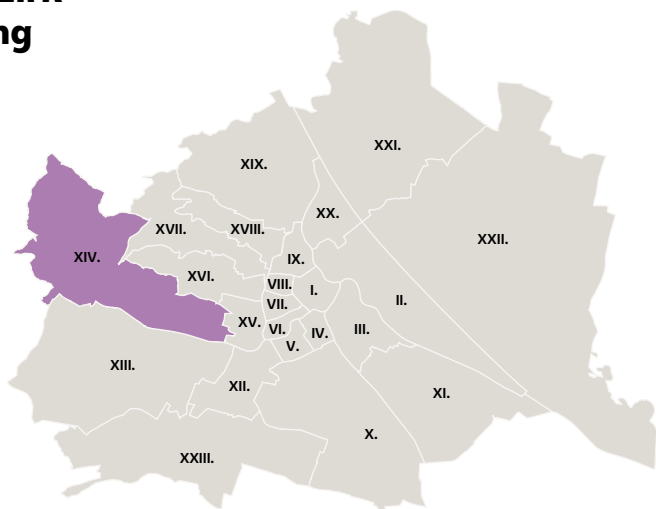 ng
XXI.
XIX.
XX.
XVII.
XVIII.
XXII.
XIV.
IX.
XVI.
VIII.
I.
II.
VII.
XV.
VI.
IV.
III.
V.
XIII.
XII.
XI.
X.
XXIII.